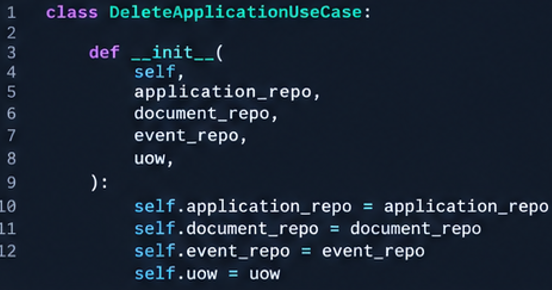 1 class DeleteApplicationUseCase:
2
3     def __init__(
4         self,
5         application_repo,
6         document_repo,
7         event_repo,
8         uow,
9     ):
10         self.application_repo = application_repo
11         self.document_repo = document_repo
12         self.event_repo = event_repo
        self.uow = uow